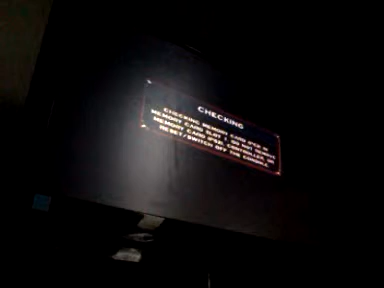 CHECKING
CHECKING MEMORY CARD (PS2) IN
MEMORY CARD SLOT 1. DO NOT REMOVE
MEMORY CARD (PS2), CONTROLLER, OR
RESET/SWITCH OFF THE CONSOLE.